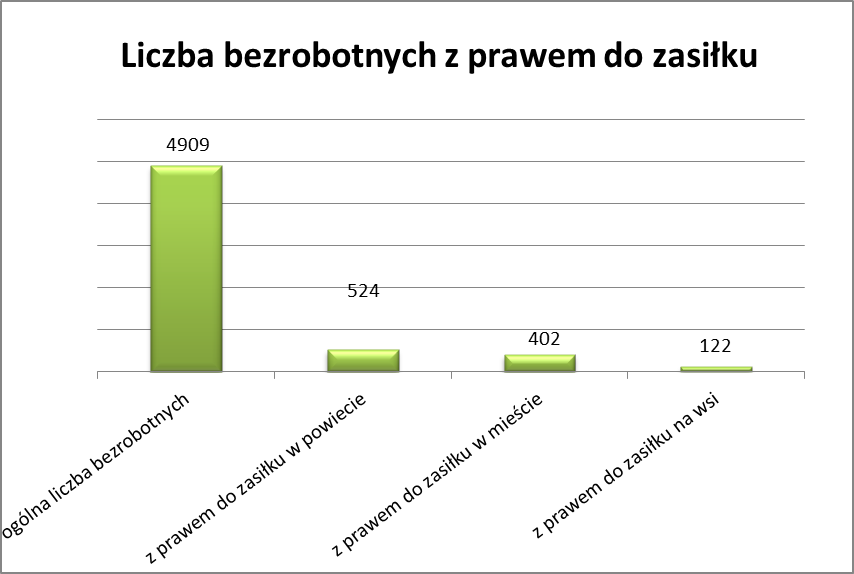 Liczba bezrobotnych z prawem do zasiłku
4909
524
402
122
ogólna liczba bezrobotnych
z prawem do zasiłku w powiecie
z prawem do zasiłku w mieście
z prawem do zasiłku na wsi